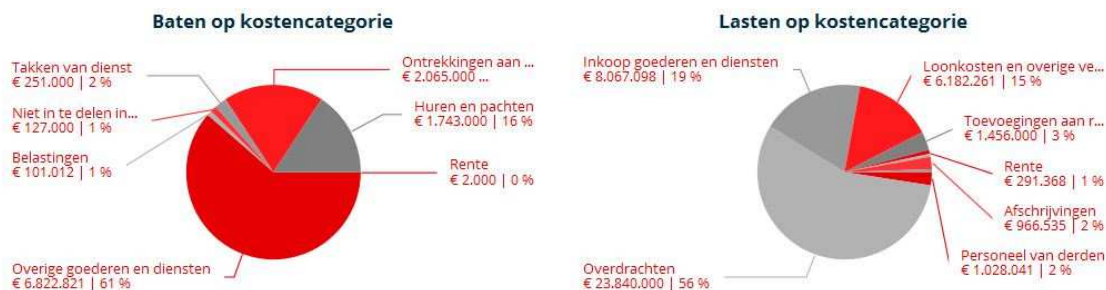 Baten op kostencategorie
Takken van dienst
€ 251.000 | 2 %
Ontrekkingen aan ...
€ 2.065.000 ...
Niet in te delen in...
€ 127.000 | 1 %
Huren en pachten
€ 1.743.000 | 16 %
Belastingen
€ 101.012 | 1 %
Rente
€ 2.000 | 0 %
Overige goederen en diensten
€ 6.822.821 | 61 %
Lasten op kostencategorie
Inkoop goederen en diensten
€ 8.067.098 | 19 %
Loonkosten en overige ve...
€ 6.182.261 | 15 %
Toevoegingen aan r...
€ 1.456.000 | 3 %
Rente
€ 291.368 | 1 %
Afschrijvingen
€ 966.535 | 2 %
Personeel van derden
€ 1.028.041 | 2 %
Overdrachten
€ 23.840.000 | 56 %